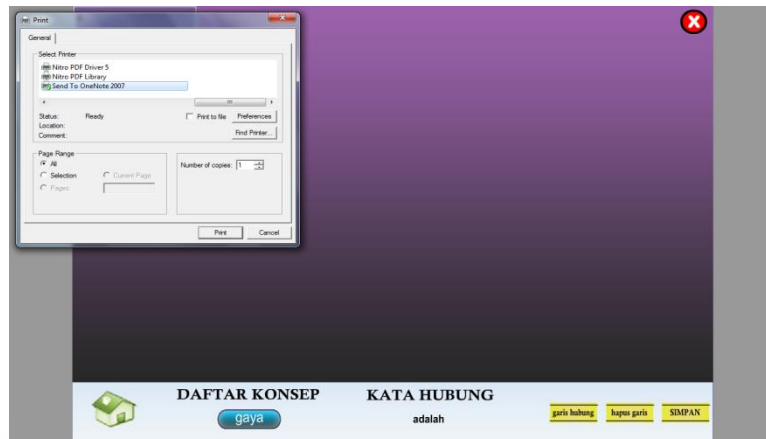 Print
General
Select Printer
Nitro PDF Driver 5
Nitro PDF Library
Send To OneNote 2007
Status: Ready
Print to file Preferences
Location:
Comment:
Find Printer...
Page Range
All
Selection Current Page
Pages:
Number of copies: 1
Print Cancel
DAFTAR KONSEP KATA HUBUNG
gaya adalah
garis hubung hapus garis SIMPAN